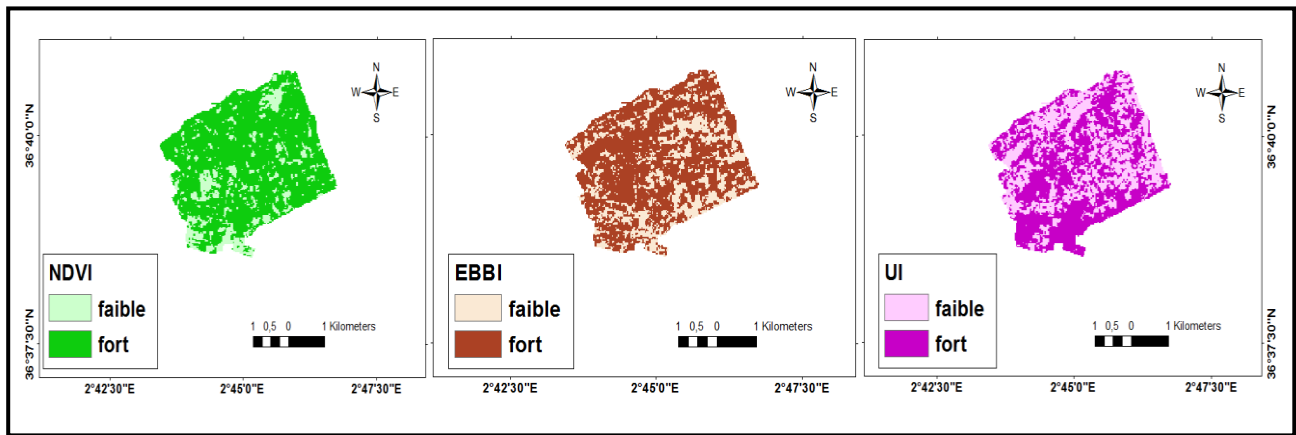 N
W E
S
36°40'0"N
36°37'30"N
NDVI
faible
fort
1 0,5 0 1 Kilometers
2°42'30"E 2°45'0"E 2°47'30"E
N
W E
S
EBBI
faible
fort
1 0,5 0 1 Kilometers
2°42'30"E 2°45'0"E 2°47'30"E
N
W E
S
36°40'0"N
36°37'30"N
UI
faible
fort
1 0,5 0 1 Kilometers
2°42'30"E 2°45'0"E 2°47'30"E